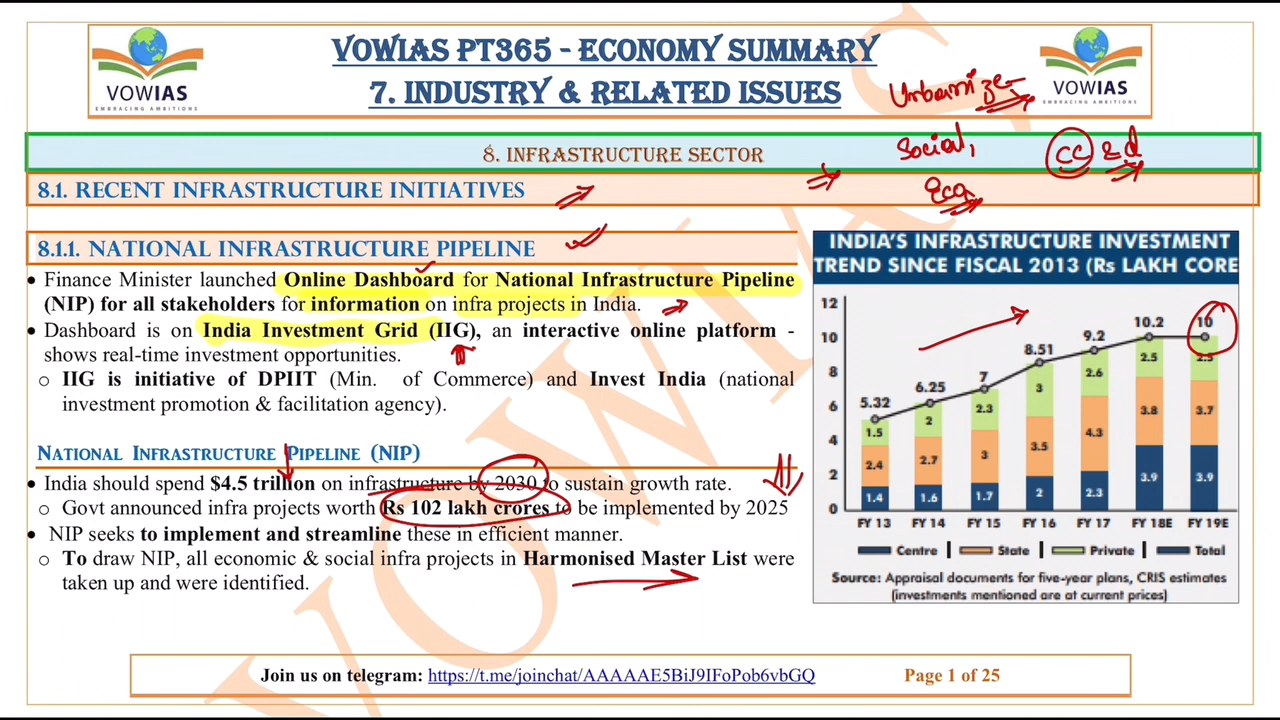 VOWIAS PT365 - ECONOMY SUMMARY
7. INDUSTRY & RELATED ISSUES
VOWIAS
EMBRACING AMBITIONS
VOWIAS
EMBRACING AMBITIONS
Social,
CC & d
Eco
8. INFRASTRUCTURE SECTOR
8.1. RECENT INFRASTRUCTURE INITIATIVES
8.1.1. NATIONAL INFRASTRUCTURE PIPELINE
• Finance Minister launched Online Dashboard for National Infrastructure Pipeline
(NIP) for all stakeholders for information on infra projects in India.
• Dashboard is on India Investment Grid (IIG), an interactive online platform -
shows real-time investment opportunities.
o IIG is initiative of DPIIT (Min. of Commerce) and Invest India (national
investment promotion & facilitation agency).
NATIONAL INFRASTRUCTURE PIPELINE (NIP)
• India should spend $4.5 trillion on infrastructure by 2030 to sustain growth rate.
o Govt announced infra projects worth Rs 102 lakh crores to be implemented by 2025
• NIP seeks to implement and streamline these in efficient manner.
o To draw NIP, all economic & social infra projects in Harmonised Master List were
taken up and were identified.
INDIA'S INFRASTRUCTURE INVESTMENT
TREND SINCE FISCAL 2013 (Rs LAKH CORE
12
10
8
6
4
2
0
5.32 6.25 7 8.51 9.2 10.2 10
1.5 2 2.3 3 2.6 2.5 2.5
2.4 2.7 3 3.5 4.3 3.8 3.7
1.4 1.6 1.7 2 2.3 3.9 3.9
FY 13 FY 14 FY 15 FY 16 FY 17 FY 18E FY 19E
Centre | State | Private | Total
Source: Appraisal documents for five-year plans, CRIS estimates
(investments mentioned are at current prices)
VOWIAS
Join us on telegram: https://t.me/joinchat/AAAAAE5BiJ9IFoPob6vbGQ Page 1 of 25